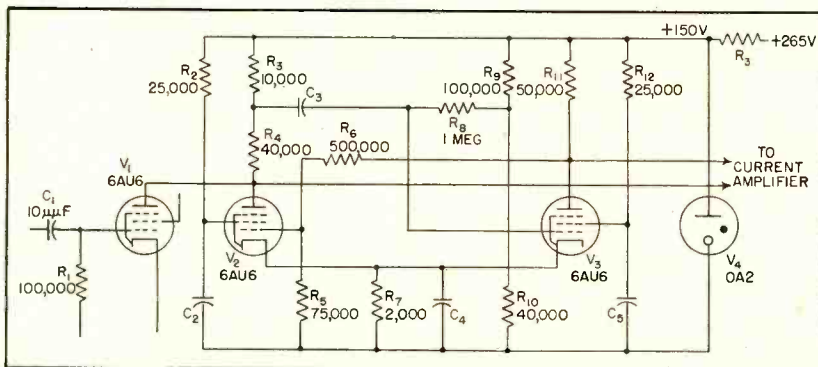 +150V
R3
+265V
R2
25,000
R3
10,000
C3
R9
100,000
R11
50,000
R12
25,000
R8
1 MEG
R4
40,000
R6
500,000
V1
6AU6
C1
10µµF
R1
100,000
V2
6AU6
C2
R5
75,000
R7
2,000
C4
V3
6AU6
R10
40,000
C5
TO
CURRENT
AMPLIFIER
V4
OA2